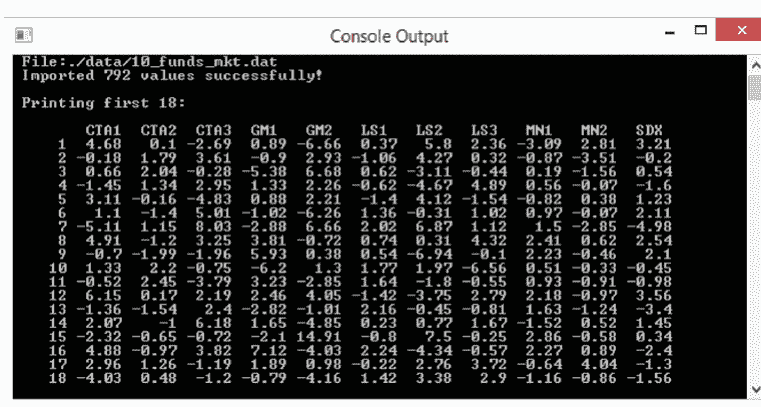 Console Output
File:./data/10_funds_mkt.dat
Imported 792 values successfully!
Printing first 18:
CTA1 CTA2 CTA3 GM1 GM2 LS1 LS2 LS3 MN1 MN2 SDX
1 4.68 0.1 -2.69 0.89 -6.66 0.37 5.8 2.36 -3.09 2.81 3.21
2 -0.18 1.79 3.61 -0.9 2.93 -1.06 4.27 0.32 -0.87 -3.51 -0.2
3 0.66 2.04 -0.28 -5.38 6.68 0.62 -3.11 -0.44 0.19 -1.56 0.54
4 -1.45 1.34 2.95 1.33 2.26 -0.62 -4.67 4.89 0.56 -0.07 -1.6
5 3.11 -0.16 -4.83 0.88 2.21 -1.4 4.12 -1.54 -0.82 0.38 1.23
6 1.1 -1.4 5.01 -1.02 -6.26 1.36 -0.31 1.02 0.97 -0.07 2.11
7 -5.11 1.15 8.03 -2.88 6.66 2.02 6.87 1.12 1.5 -2.85 -4.98
8 4.91 -1.2 3.25 3.81 -0.72 0.74 0.31 4.32 2.41 0.62 2.54
9 -0.7 -1.99 -1.96 5.93 0.38 0.54 -6.94 -0.1 2.23 -0.46 2.1
10 1.33 2.2 -0.75 -6.2 1.3 1.77 1.97 -6.56 0.51 -0.33 -0.45
11 -0.52 2.45 -3.79 3.23 -2.85 1.64 -1.8 -0.55 0.93 -0.91 -0.98
12 6.15 0.17 2.19 2.46 4.05 -1.42 -3.75 2.79 2.18 -0.97 3.56
13 -1.36 -1.54 2.4 -2.82 -1.01 2.16 -0.45 -0.81 1.63 -1.24 -3.4
14 2.07 -1 6.18 1.65 -4.85 0.23 0.77 1.67 -1.52 0.52 1.45
15 -2.32 -0.65 -0.72 -2.1 14.91 -0.8 7.5 -0.25 2.86 -0.58 0.34
16 4.88 -0.97 3.82 7.12 -4.03 2.24 -4.34 -0.57 2.27 0.89 -2.4
17 2.96 1.26 -1.19 1.89 0.98 -0.22 2.76 3.72 -0.64 4.04 -1.3
18 -4.03 0.48 -1.2 -0.79 -4.16 1.42 3.38 2.9 -1.16 -0.86 -1.56